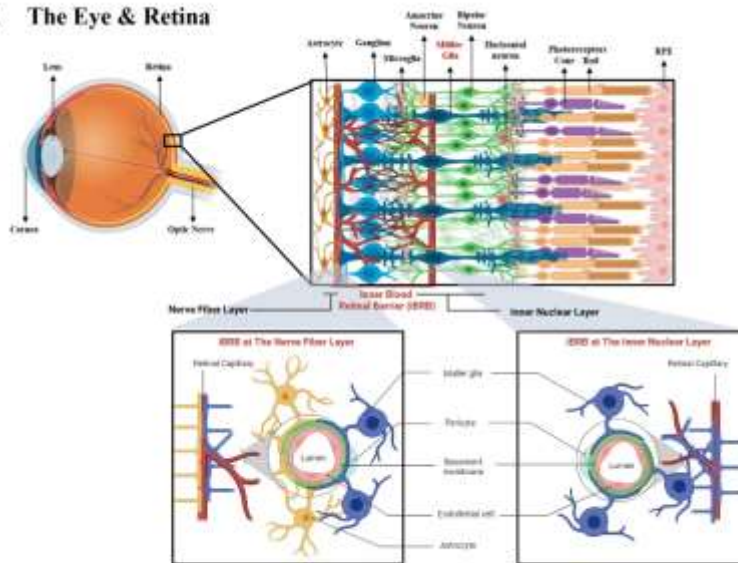 The Eye & Retina
Lens
Retina
Cornea
Optic Nerve
Astrocyte
Ganglion
Microglia
Amacrine
Neuron
Müller
Glia
Bipolar
Neuron
Horizontal
neuron
Photoreceptors
Cone Rod
RPE
Nerve Fiber Layer
Inner Blood
Retinal Barrier (iBRB)
Inner Nuclear Layer
iBRB at The Nerve Fiber Layer
Retinal Capillary
Lumen
Müller glia
Pericyte
Basement
membrane
Endothelial cell
Astrocyte
iBRB at The Inner Nuclear Layer
Retinal Capillary
Lumen